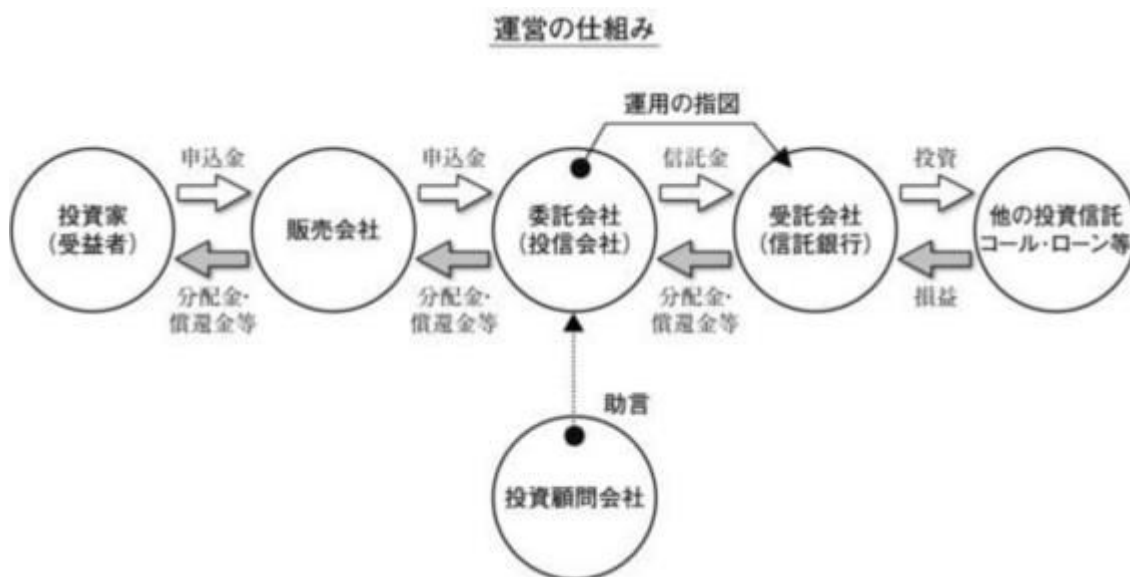 運営の仕組み
運用の指図
申込金
申込金
信託金
投資
投資家
(受益者)
販売会社
委託会社
(投信会社)
受託会社
(信託銀行)
他の投資信託
コール・ローン等
分配金・
償還金等
分配金・
償還金等
分配金・
償還金等
損益
助言
投資顧問会社